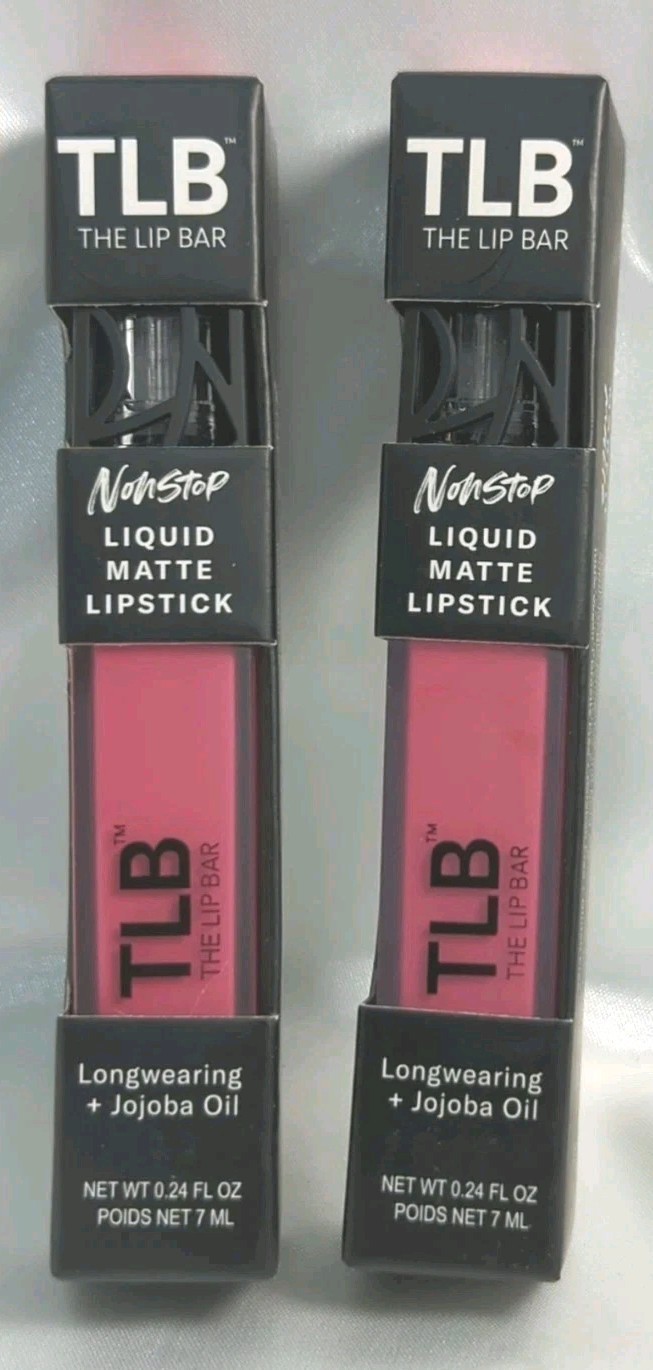 TLB™
THE LIP BAR
Nonstop
LIQUID
MATTE
LIPSTICK
TLB™
THE LIP BAR
Longwearing
+ Jojoba Oil
NET WT 0.24 FL OZ
POIDS NET 7 ML
TLB™
THE LIP BAR
Nonstop
LIQUID
MATTE
LIPSTICK
TLB™
THE LIP BAR
Longwearing
+ Jojoba Oil
NET WT 0.24 FL OZ
POIDS NET 7 ML